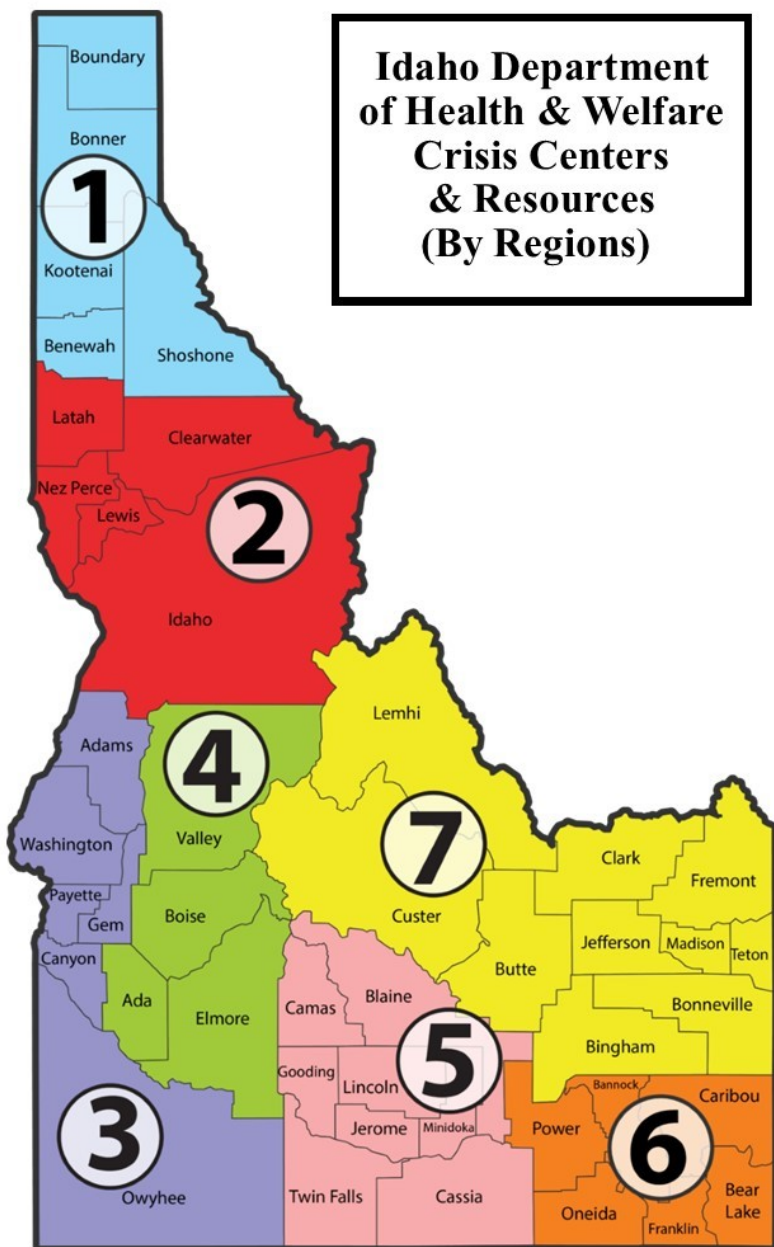 Idaho Department
of Health & Welfare
Crisis Centers
& Resources
(By Regions)
Boundary
Bonner
1
Kootenai
Benewah
Shoshone
Latah
Clearwater
Nez Perce
Lewis
2
Idaho
Lemhi
Adams
4
Washington
Valley
7
Clark
Fremont
Payette
Gem
Boise
Custer
Canyon
Jefferson
Madison
Teton
Butte
Ada
Elmore
Camas
Blaine
Bonneville
Bingham
5
Gooding
Lincoln
Jerome
Minidoka
Bannock
Caribou
Power
3
6
Owyhee
Twin Falls
Cassia
Oneida
Franklin
Bear
Lake